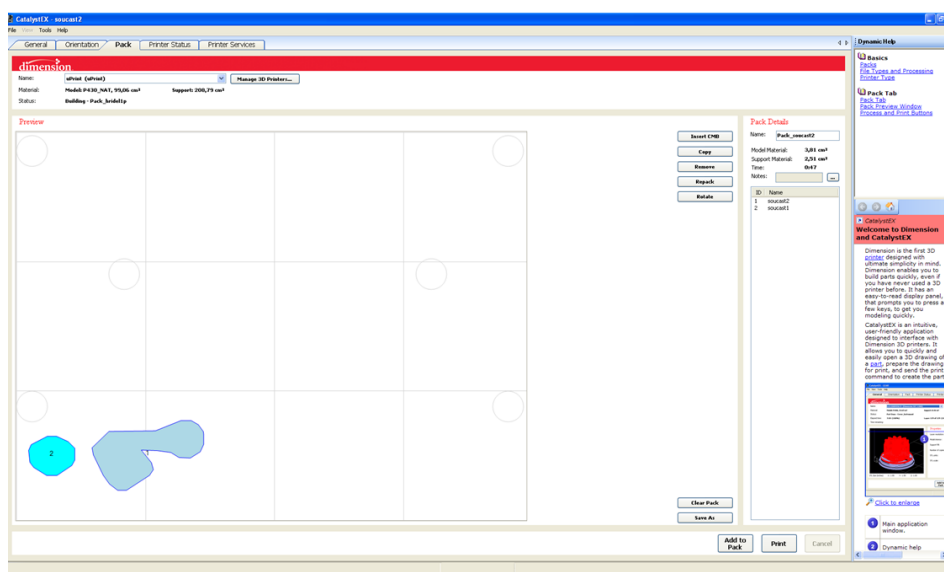 CatalystEX - soucast2
File View Tools Help
General Orientation Pack Printer Status Printer Services
dimension
Name: uPrint (uPrint) Manage 3D Printers...
Material: Model: P430_NAT, 99,06 cm³ Support: 208,79 cm³
Status: Building - Pack_bridel1p
Preview
Insert CMB
Copy
Remove
Repack
Rotate
1
2
Clear Pack
Save As
Pack Details
Name: Pack_soucast2
Model Material: 3,81 cm³
Support Material: 2,51 cm³
Time: 0:47
Notes: ...
ID Name
1 soucast2
2 soucast1
Add to Pack Print Cancel
Dynamic Help
Basics
Packs
File Types and Processing
Printer Type
Pack Tab
Pack Tab
Pack Preview Window
Process and Print Buttons
CatalystEX
Welcome to Dimension
and CatalystEX
Dimension is the first 3D
printer designed with
ultimate simplicity in mind.
Dimension enables you to
build parts quickly, even if
you have never used a 3D
printer before. It has an
easy-to-read display panel,
that prompts you to press a
few keys, to get you
modeling quickly.
CatalystEX is an intuitive,
user-friendly application
designed to interface with
Dimension 3D printers. It
allows you to quickly and
easily open a 3D drawing of
a part, prepare the drawing
for print, and send the print
command to create the part
Click to enlarge
1 Main application
window.
2 Dynamic help